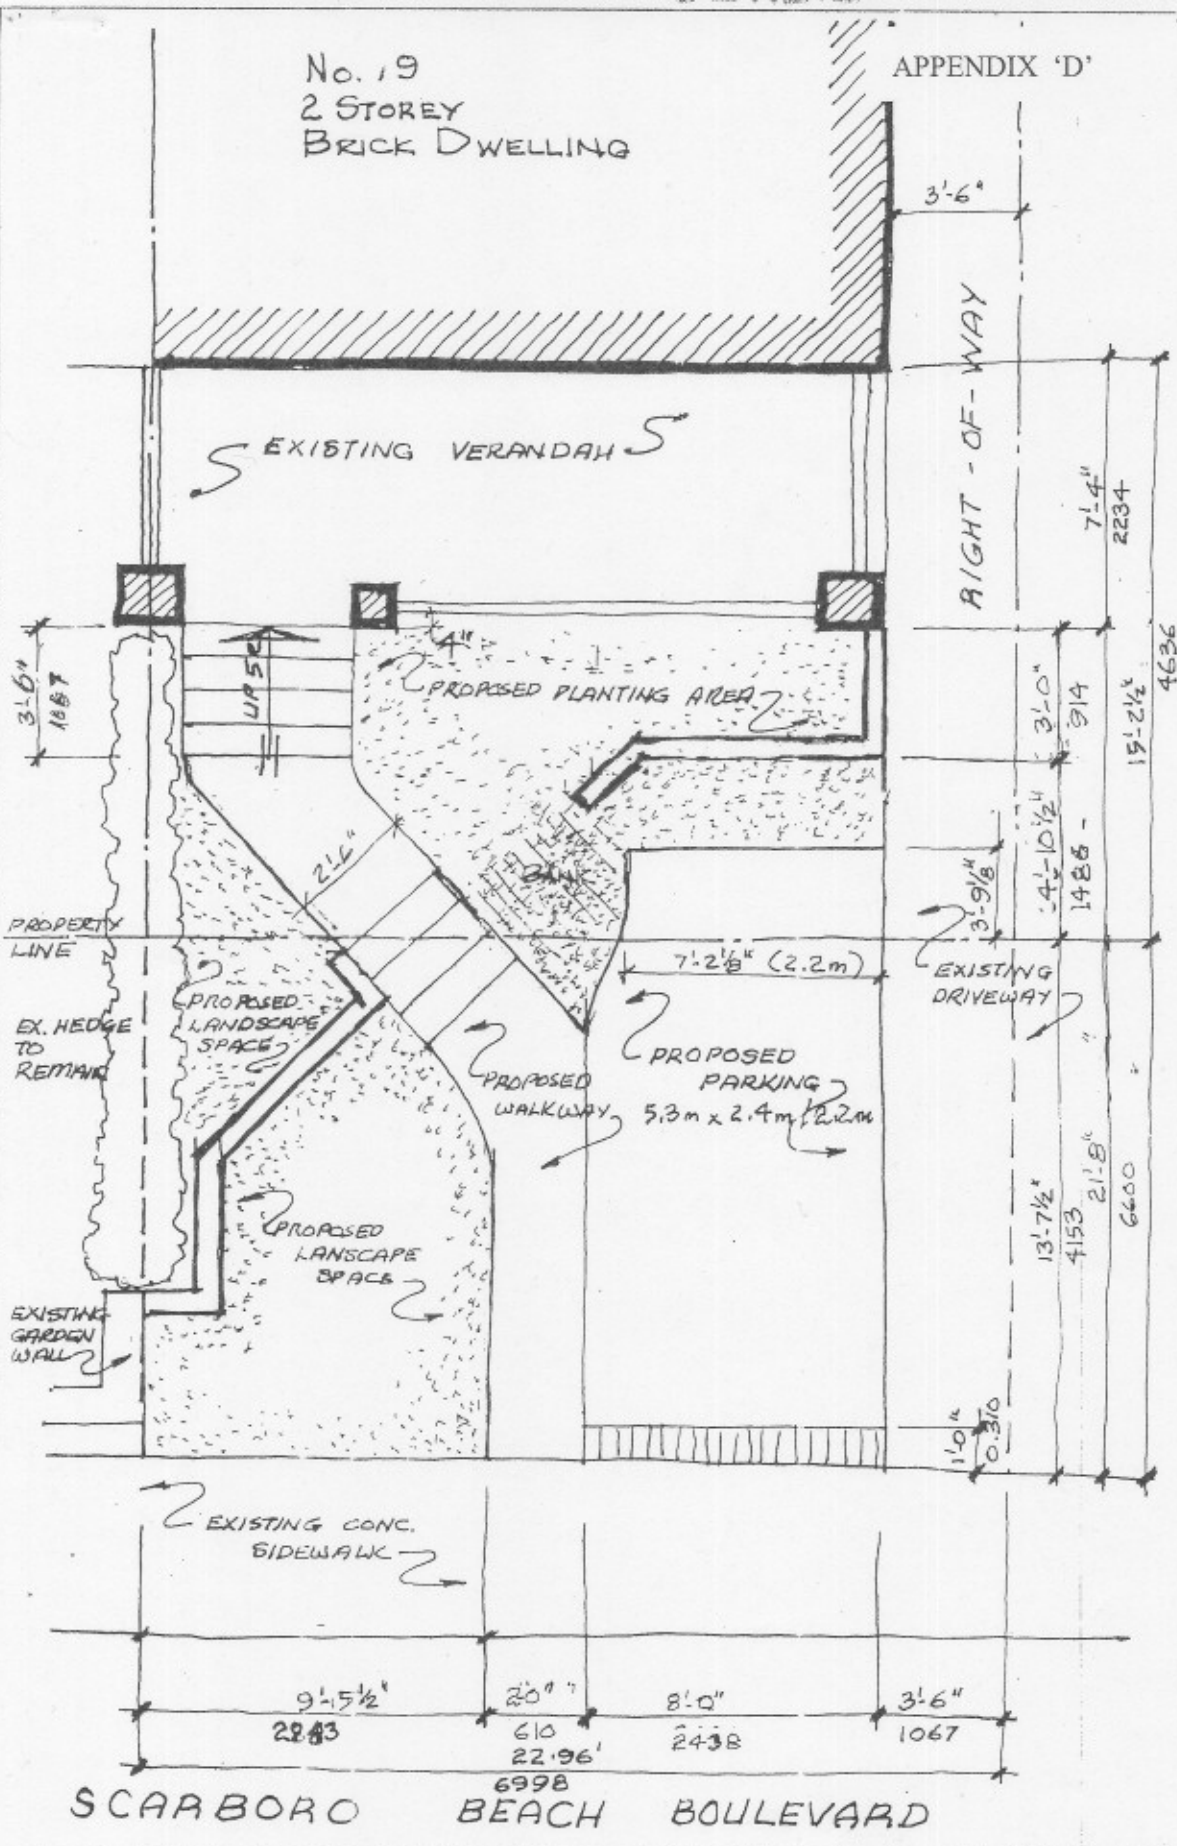 APPENDIX ‘D’
No. 19
2 STOREY
BRICK DWELLING
3'-6"
RIGHT - OF - WAY
EXISTING VERANDAH
7'-4"
2234
4636
15'-2½"
3'-6"
UP 5R
4"
PROPOSED PLANTING AREA
3'-0"
914
2'-6"
4'-10½"
1486 -
BANK
3'-9⅛"
PROPERTY
LINE
7'-2⅛" (2.2m)
EXISTING
DRIVEWAY
PROPOSED
LANDSCAPE
SPACE
EX. HEDGE
TO
REMAIN
PROPOSED
WALKWAY
PROPOSED
PARKING
5.3m x 2.4m/2.2m
13'-7½"
4153
21'-8"
6600
PROPOSED
LANSCAPE
SPACE
EXISTING
GARDEN
WALL
1'-0"
0.310
EXISTING CONC.
SIDEWALK
9'-5½"
2'0"
8'-0"
3'-6"
610
2438
1067
22.96'
6998
SCARBORO BEACH BOULEVARD